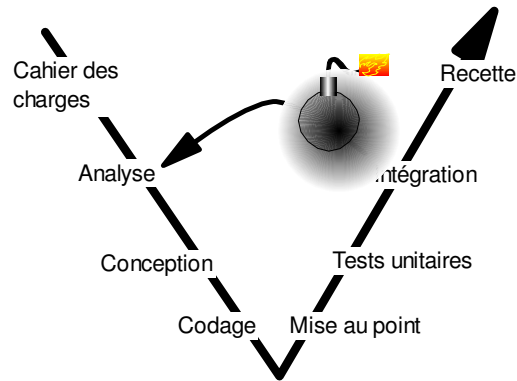 Cahier des
charges
Recette
Analyse
ntégration
Conception
Tests unitaires
Codage
Mise au point